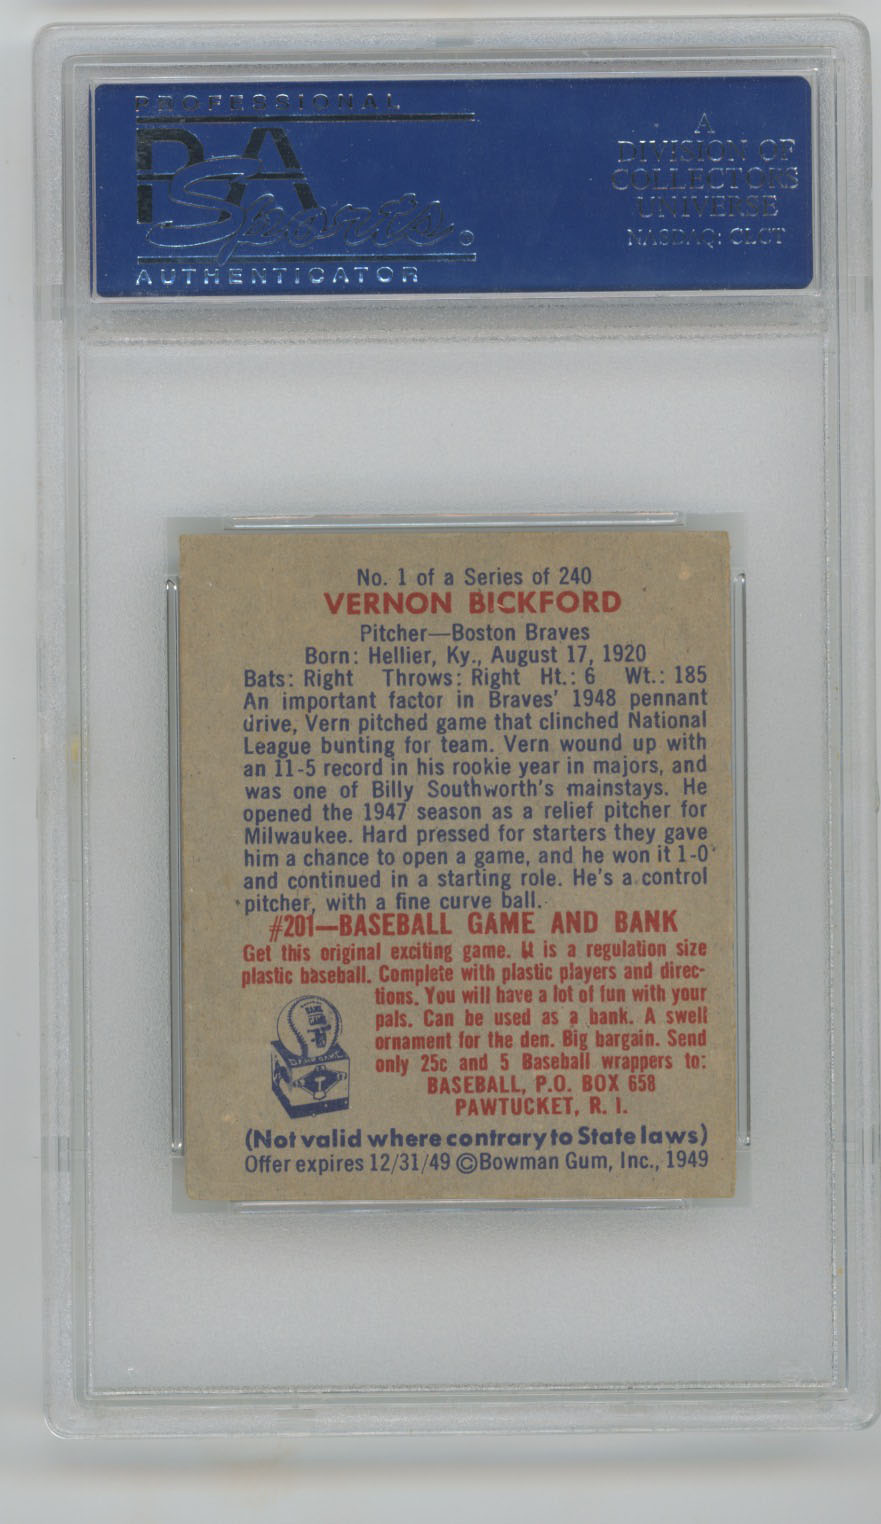 PROFESSIONAL
PSA
Sports
AUTHENTICATOR
A
DIVISION OF
COLLECTORS
UNIVERSE
NASDAQ: CLCT
No. 1 of a Series of 240
VERNON BICKFORD
Pitcher—Boston Braves
Born: Hellier, Ky., August 17, 1920
Bats: Right Throws: Right Ht.: 6 Wt.: 185
An important factor in Braves' 1948 pennant
drive, Vern pitched game that clinched National
League bunting for team. Vern wound up with
an 11-5 record in his rookie year in majors, and
was one of Billy Southworth's mainstays. He
opened the 1947 season as a relief pitcher for
Milwaukee. Hard pressed for starters they gave
him a chance to open a game, and he won it 1-0
and continued in a starting role. He's a control
pitcher, with a fine curve ball.
#201—BASEBALL GAME AND BANK
Get this original exciting game. It is a regulation size
plastic baseball. Complete with plastic players and direc-
tions. You will have a lot of fun with your
pals. Can be used as a bank. A swell
ornament for the den. Big bargain. Send
only 25c and 5 Baseball wrappers to:
BASEBALL, P.O. BOX 658
PAWTUCKET, R. I.
(Not valid where contrary to State laws)
Offer expires 12/31/49 ©Bowman Gum, Inc., 1949